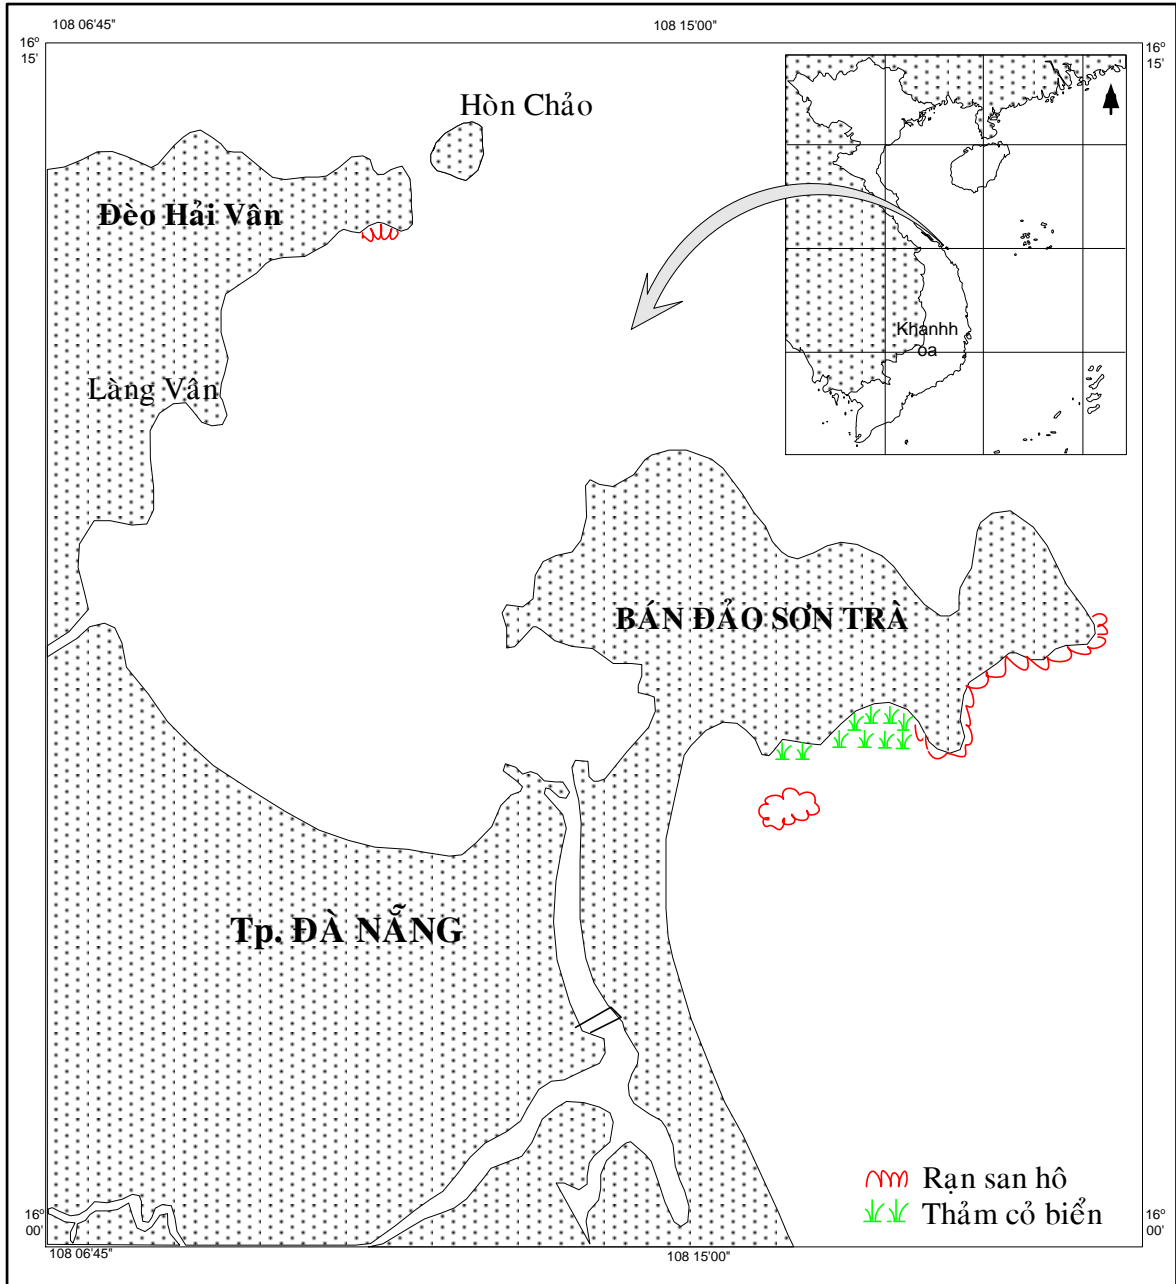 108 06'45"
108 15'00"
16°
15'
16°
15'
Hòn Chảo
Đèo Hải Vân
Khanhh
oa
Làng Vân
BÁN ĐẢO SƠN TRÀ
Tp. ĐÀ NẴNG
Rạn san hô
Thảm cỏ biển
16°
00'
16°
00'
108 06'45"
108 15'00"